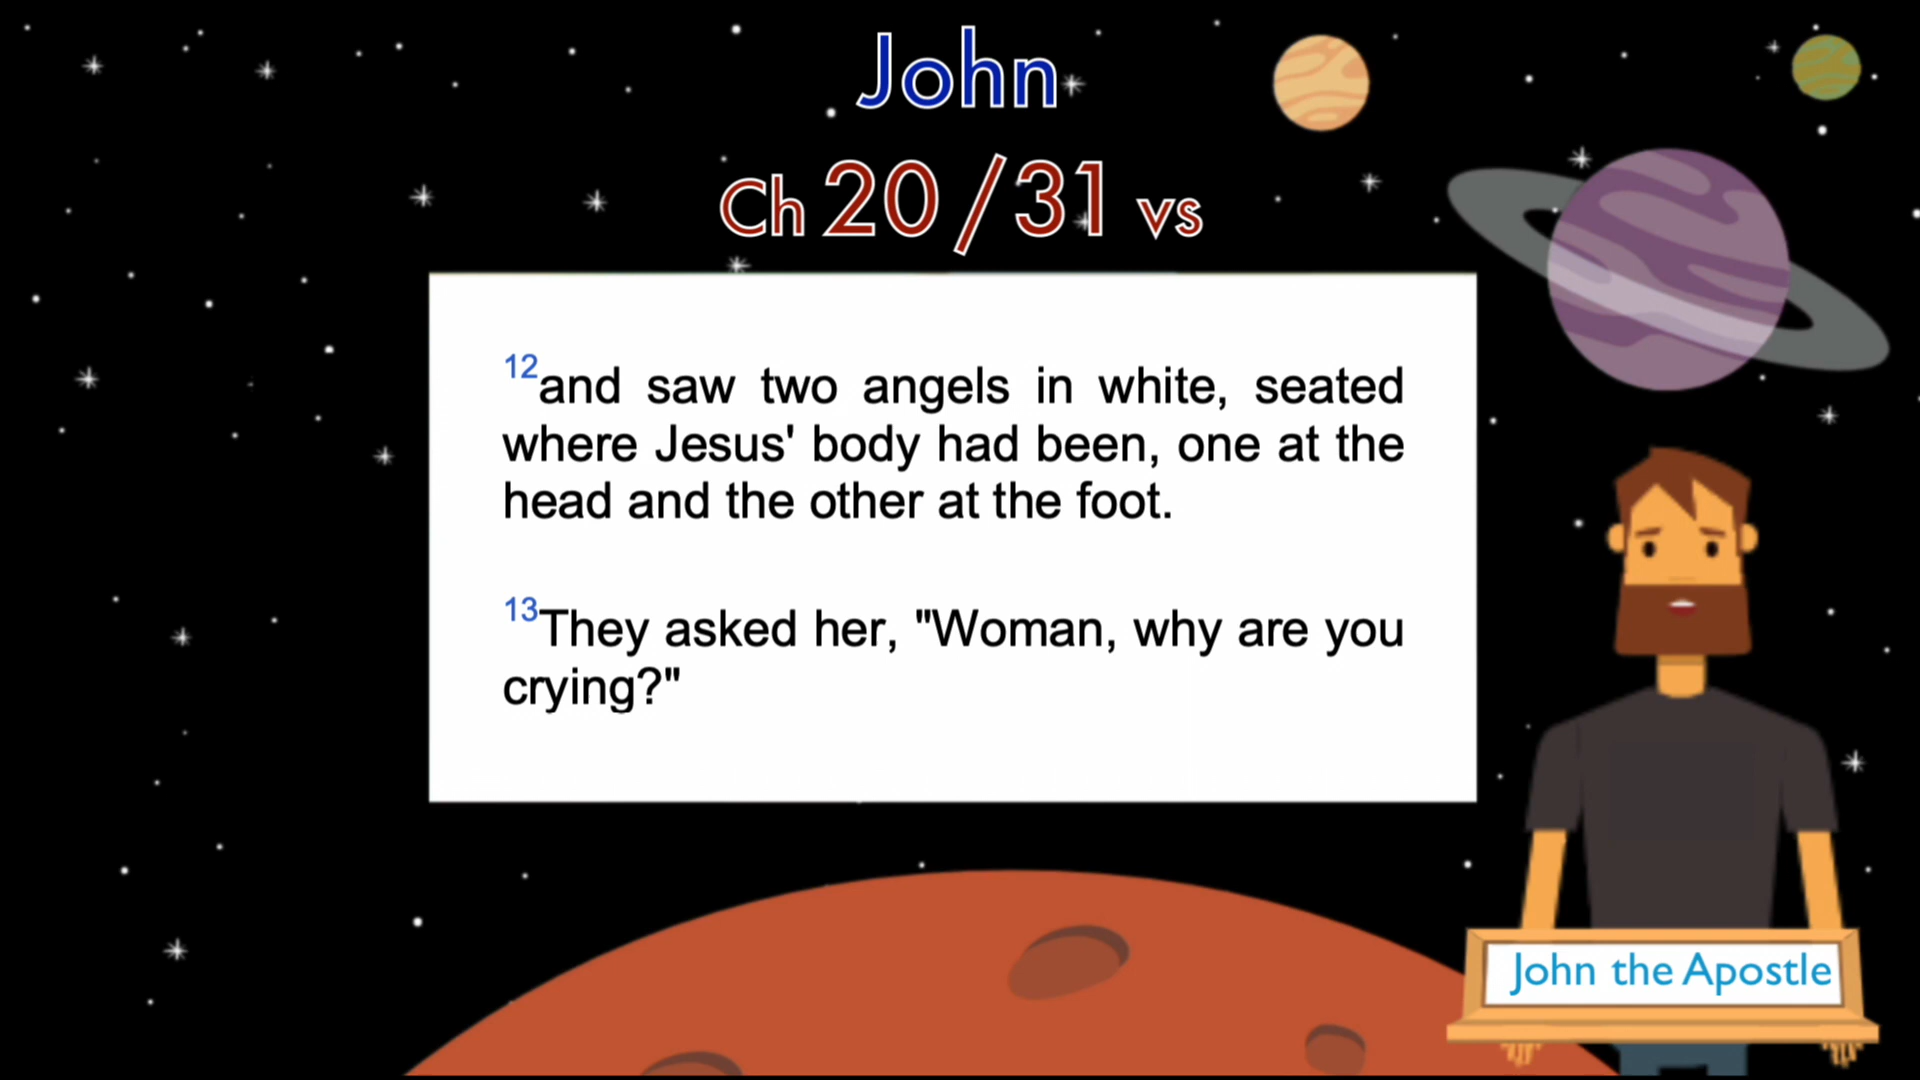 John
Ch 20/31 vs
12and saw two angels in white, seated
where Jesus' body had been, one at the
head and the other at the foot.
13They asked her, "Woman, why are you
crying?"
John the Apostle